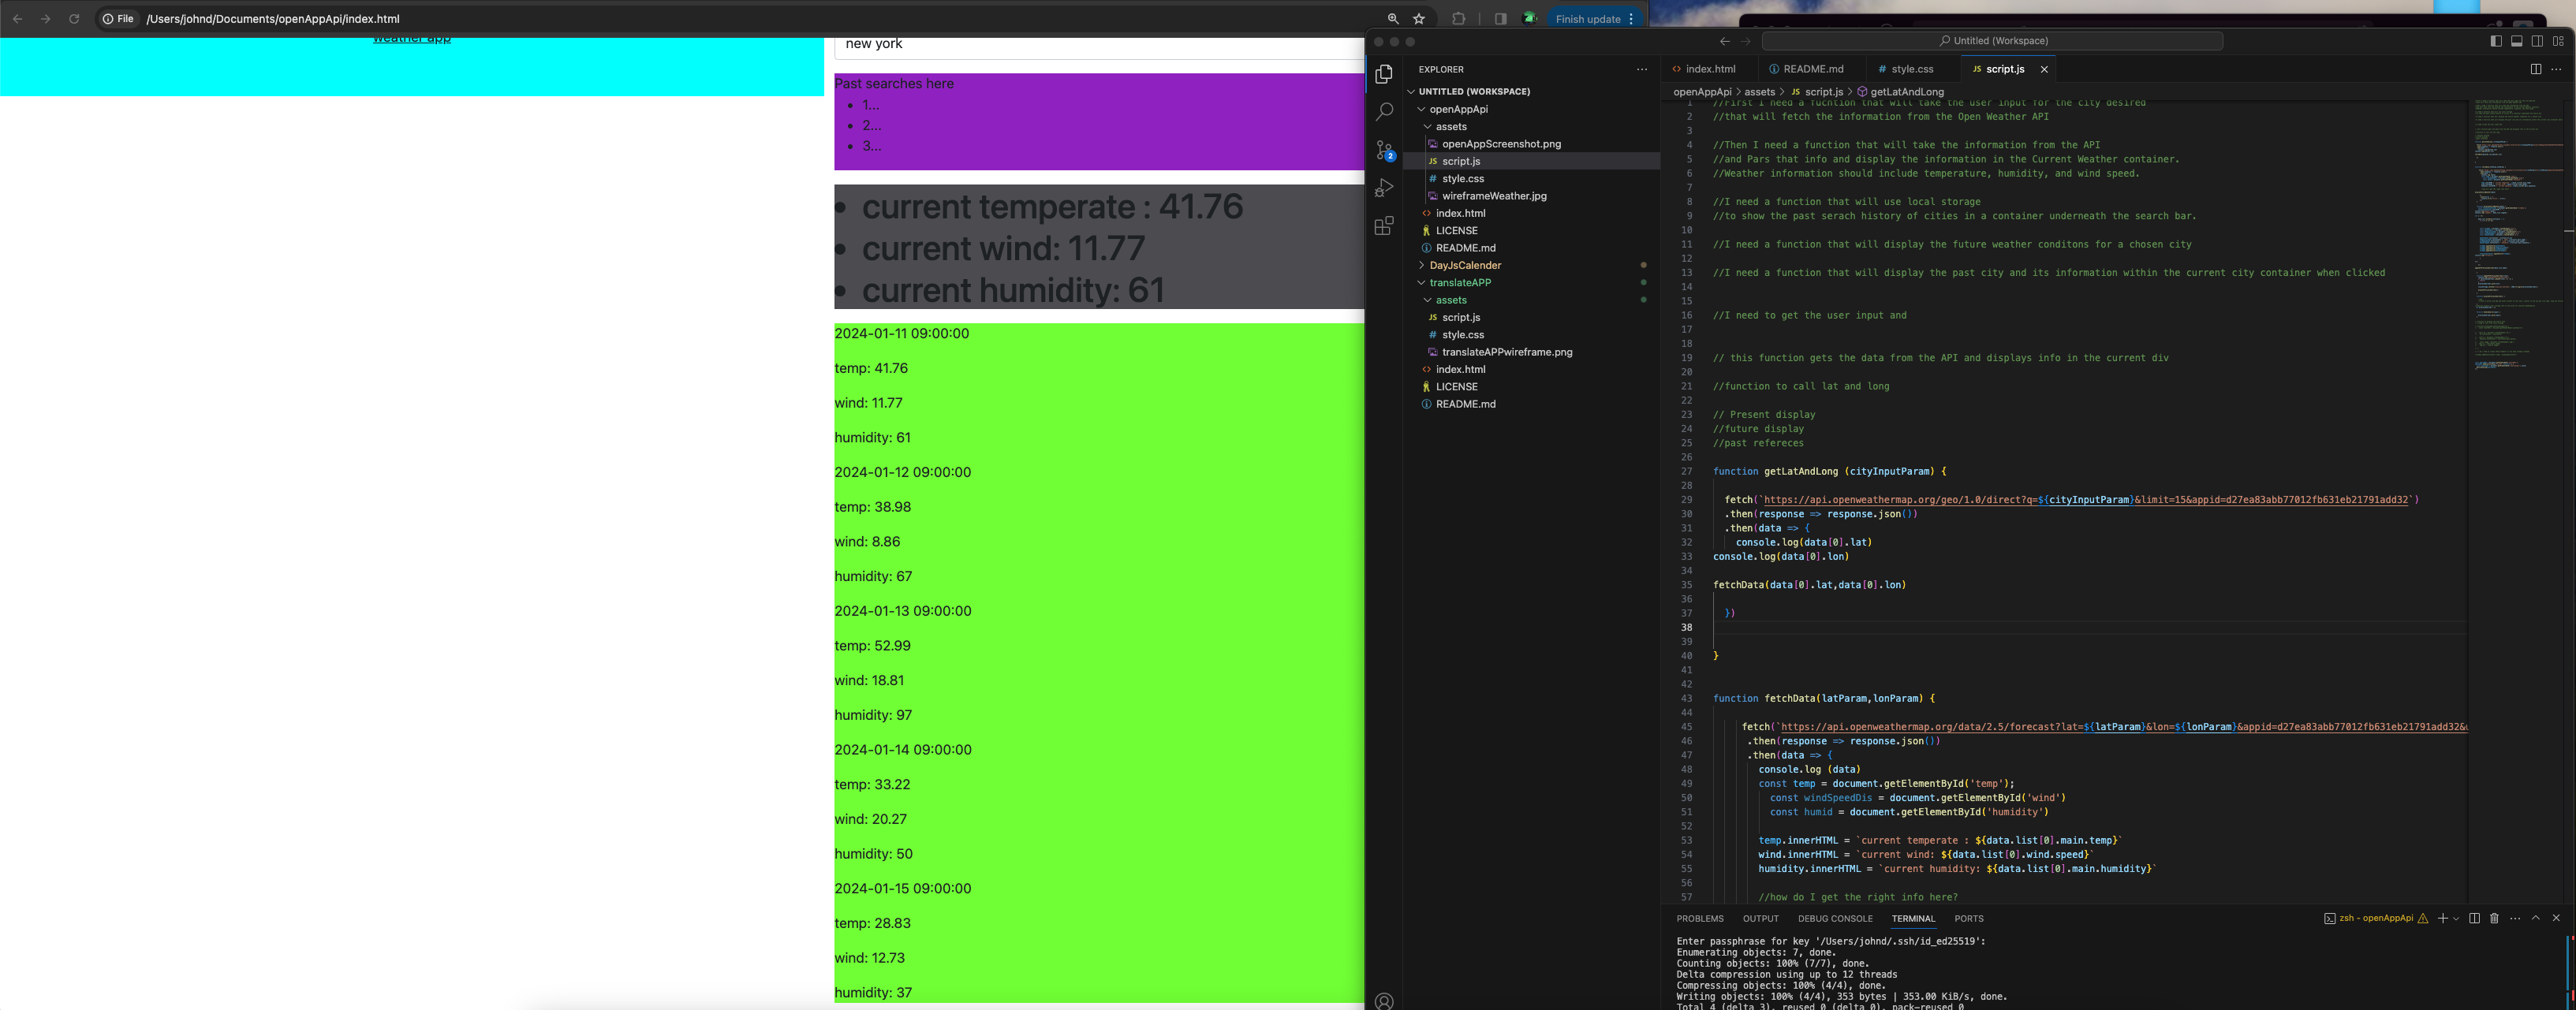 File
/Users/johnd/Documents/openAppApi/index.html
Finish update
weather app
new york
Past searches here
1...
2...
3...
current temperate : 41.76
current wind: 11.77
current humidity: 61
2024-01-11 09:00:00
temp: 41.76
wind: 11.77
humidity: 61
2024-01-12 09:00:00
temp: 38.98
wind: 8.86
humidity: 67
2024-01-13 09:00:00
temp: 52.99
wind: 18.81
humidity: 97
2024-01-14 09:00:00
temp: 33.22
wind: 20.27
humidity: 50
2024-01-15 09:00:00
temp: 28.83
wind: 12.73
humidity: 37
Untitled (Workspace)
EXPLORER
UNTITLED (WORKSPACE)
openAppApi
assets
openAppScreenshot.png
JS script.js
# style.css
wireframeWeather.jpg
<> index.html
LICENSE
README.md
DayJsCalender
translateAPP
assets
JS script.js
# style.css
translateAPPwireframe.png
<> index.html
LICENSE
README.md
2
<> index.html README.md # style.css JS script.js
openAppApi > assets > JS script.js > getLatAndLong
1 //First I need a fucntion that will take the user input for the city desired
2 //that will fetch the information from the Open Weather API
3
4 //Then I need a function that will take the information from the API
5 //and Pars that info and display the information in the Current Weather container.
6 //Weather information should include temperature, humidity, and wind speed.
7
8 //I need a function that will use local storage
9 //to show the past serach history of cities in a container underneath the search bar.
10
11 //I need a function that will display the future weather conditons for a chosen city
12
13 //I need a function that will display the past city and its information within the current city container when clicked
14
15
16 //I need to get the user input and
17
18
19 // this function gets the data from the API and displays info in the current div
20
21 //function to call lat and long
22
23 // Present display
24 //future display
25 //past refereces
26
27 function getLatAndLong (cityInputParam) {
28
29 fetch(`https://api.openweathermap.org/geo/1.0/direct?q=${cityInputParam}&limit=15&appid=d27ea83abb77012fb631eb21791add32`)
30 .then(response => response.json())
31 .then(data => {
32 console.log(data[0].lat)
33 console.log(data[0].lon)
34
35 fetchData(data[0].lat,data[0].lon)
36
37 })
38
39
40 }
41
42
43 function fetchData(latParam,lonParam) {
44
45 fetch(`https://api.openweathermap.org/data/2.5/forecast?lat=${latParam}&lon=${lonParam}&appid=d27ea83abb77012fb631eb21791add32&
46 .then(response => response.json())
47 .then(data => {
48 console.log (data)
49 const temp = document.getElementById('temp');
50 const windSpeedDis = document.getElementById('wind')
51 const humid = document.getElementById('humidity')
52
53 temp.innerHTML = `current temperate : ${data.list[0].main.temp}`
54 wind.innerHTML = `current wind: ${data.list[0].wind.speed}`
55 humidity.innerHTML = `current humidity: ${data.list[0].main.humidity}`
56
57 //how do I get the right info here?
PROBLEMS OUTPUT DEBUG CONSOLE TERMINAL PORTS
zsh - openAppApi
Enter passphrase for key '/Users/johnd/.ssh/id_ed25519':
Enumerating objects: 7, done.
Counting objects: 100% (7/7), done.
Delta compression using up to 12 threads
Compressing objects: 100% (4/4), done.
Writing objects: 100% (4/4), 353 bytes | 353.00 KiB/s, done.
Total 4 (delta 3), reused 0 (delta 0), pack-reused 0